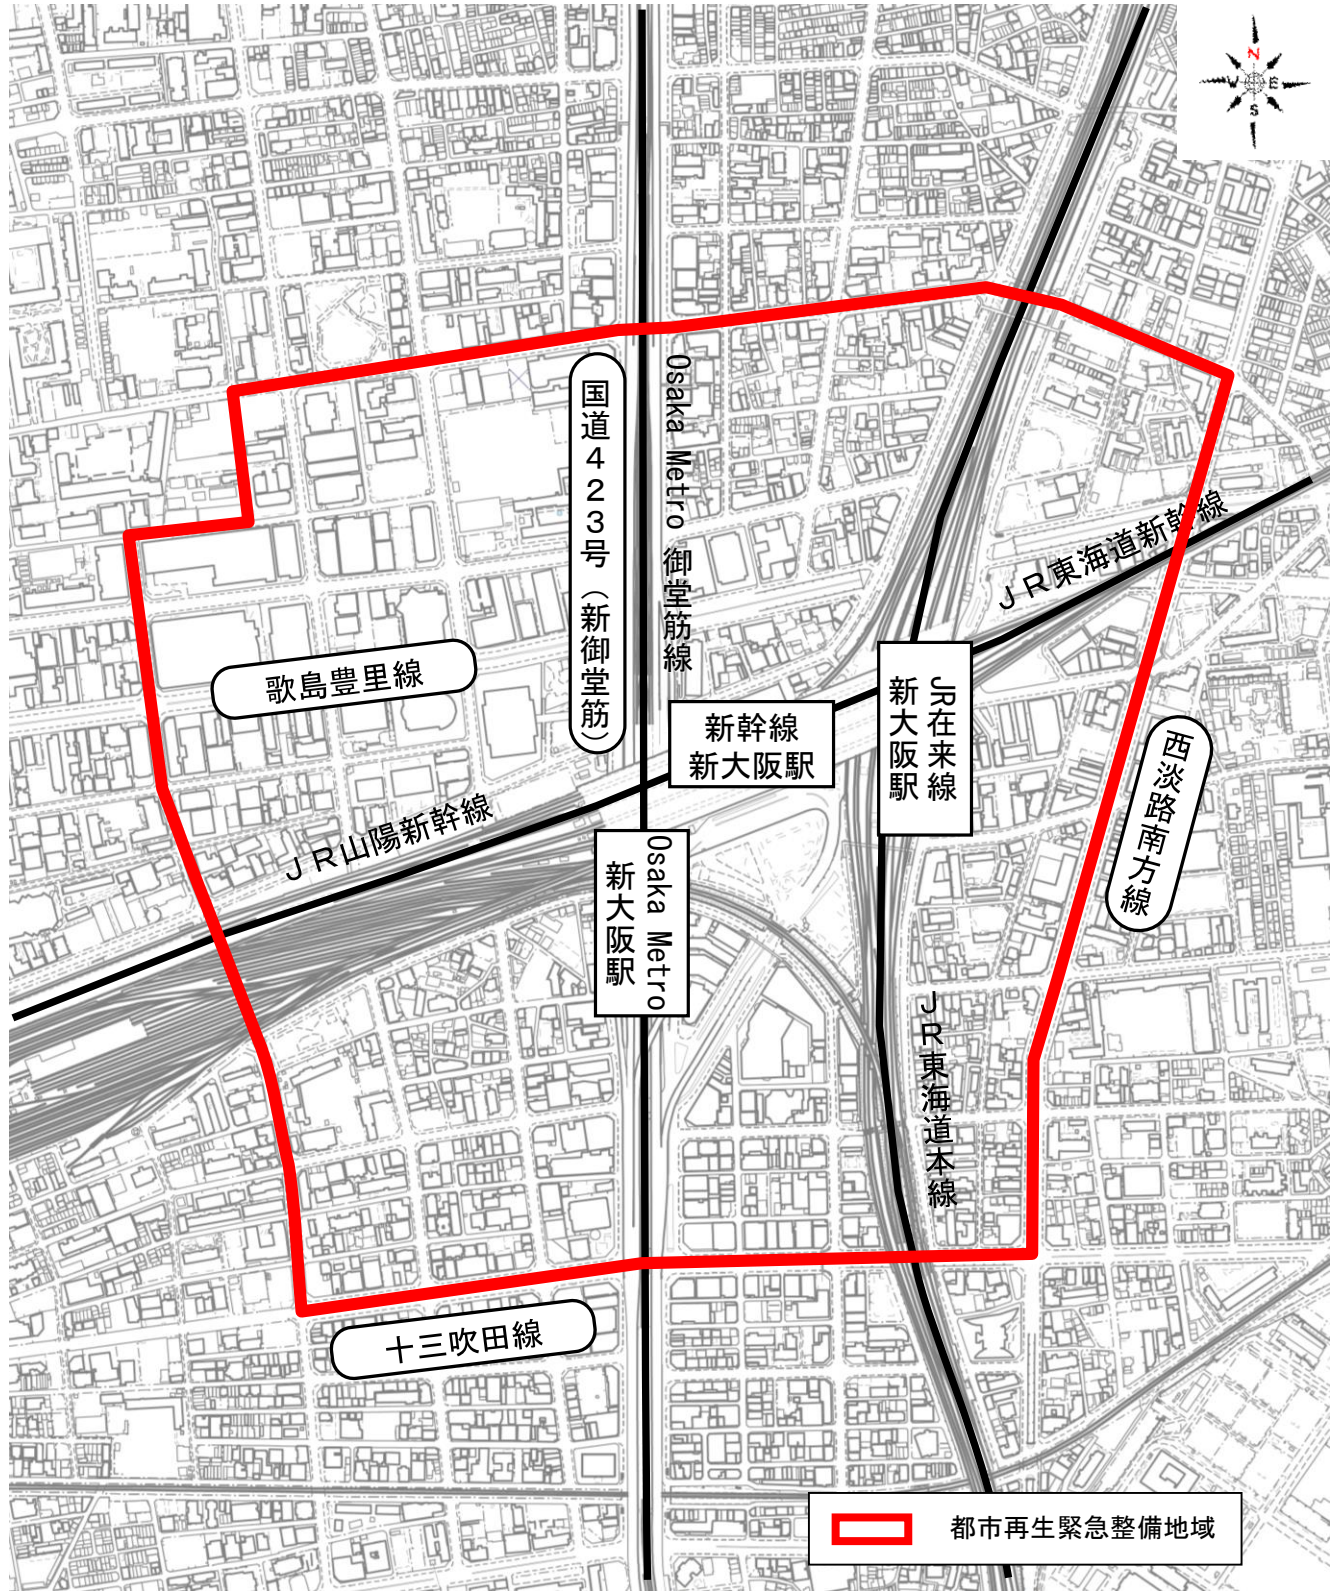 N
W E
S
国道423号（新御堂筋）
Osaka Metro 御堂筋線
JR東海道新幹線
歌島豊里線
新幹線
新大阪駅
JR在来線
新大阪駅
西淡路南方線
JR山陽新幹線
Osaka Metro
新大阪駅
JR東海道本線
十三吹田線
都市再生緊急整備地域